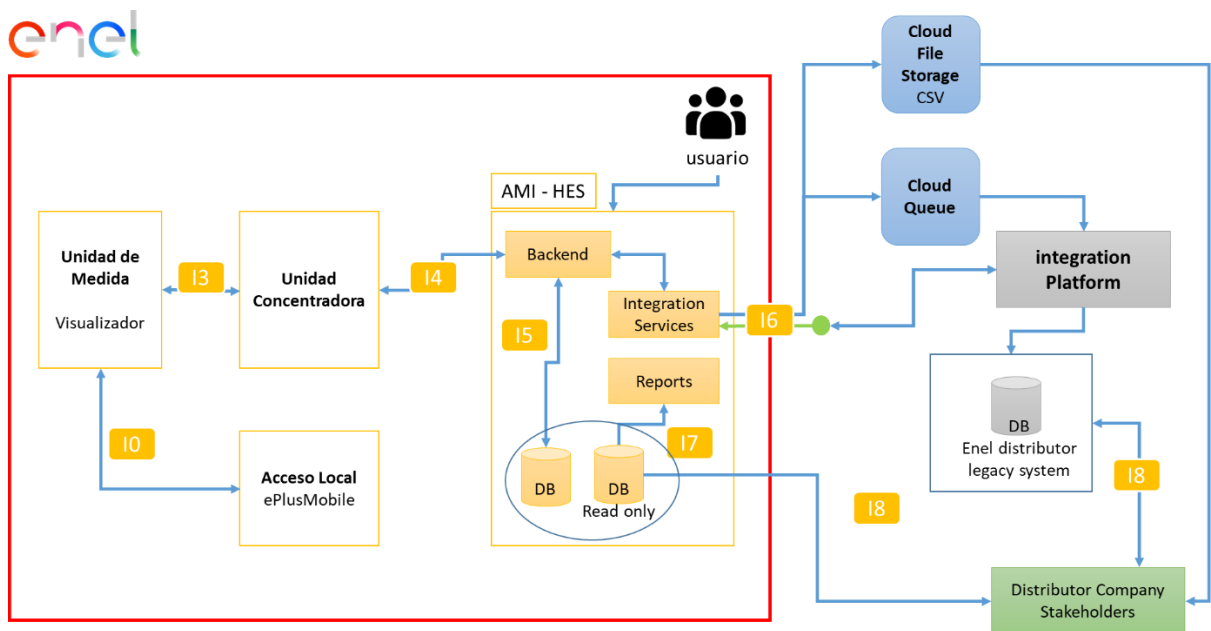 enel
Cloud
File
Storage
CSV
usuario
AMI - HES
Cloud
Queue
Unidad de
Medida
Visualizador
I3
Unidad
Concentradora
I4
Backend
Integration
Services
I6
integration
Platform
I5
Reports
I7
DB
DB
Read only
DB
Enel distributor
legacy system
I0
Acceso Local
ePlusMobile
I8
I8
Distributor Company
Stakeholders